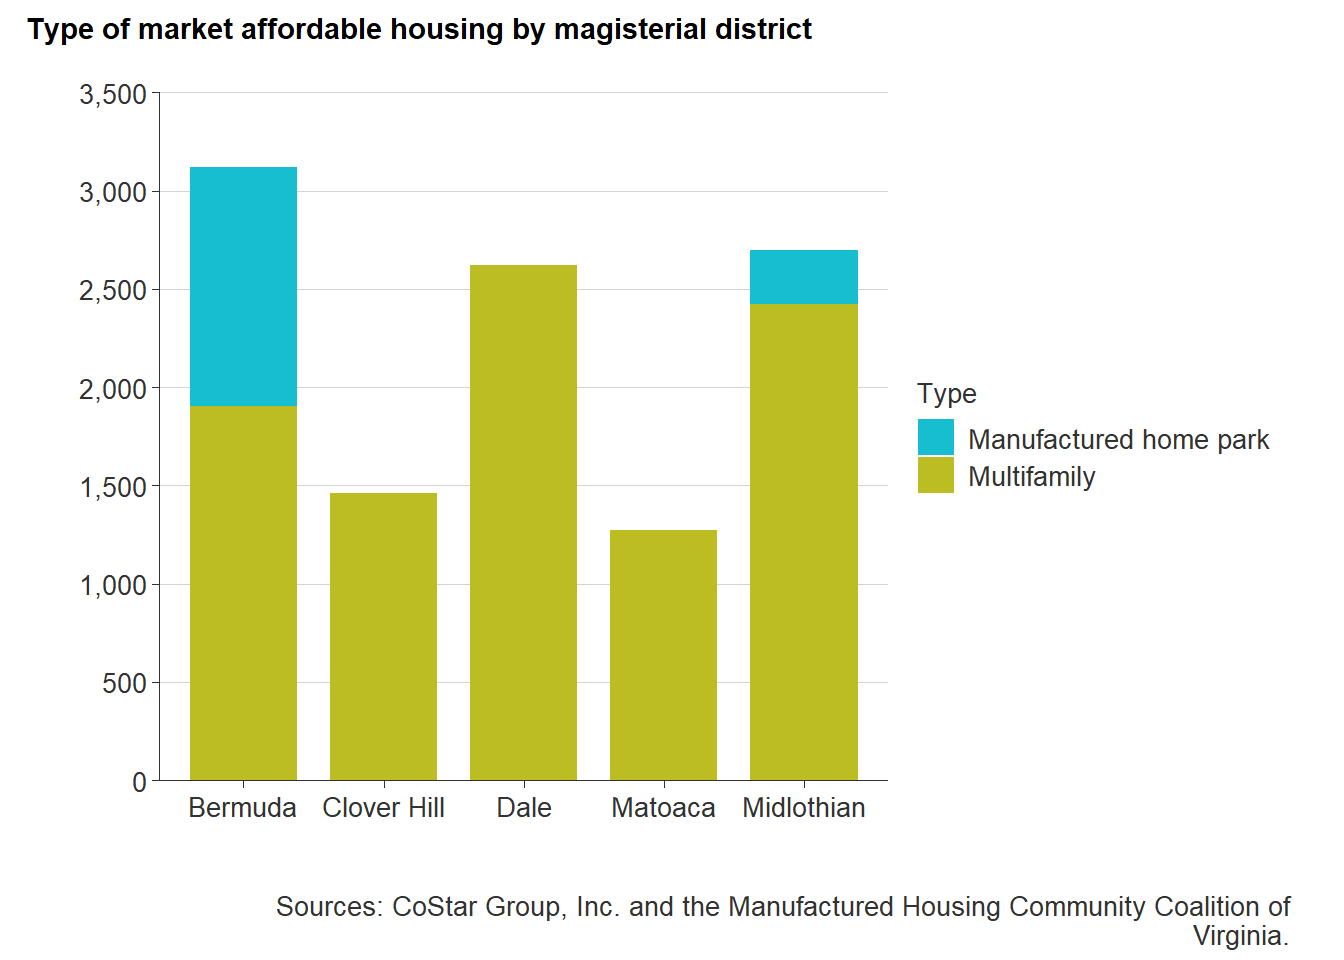 Type of market affordable housing by magisterial district
3,500
3,000
2,500
2,000
1,500
1,000
500
0
Bermuda Clover Hill Dale Matoaca Midlothian
Type
Manufactured home park
Multifamily
Sources: CoStar Group, Inc. and the Manufactured Housing Community Coalition of
Virginia.